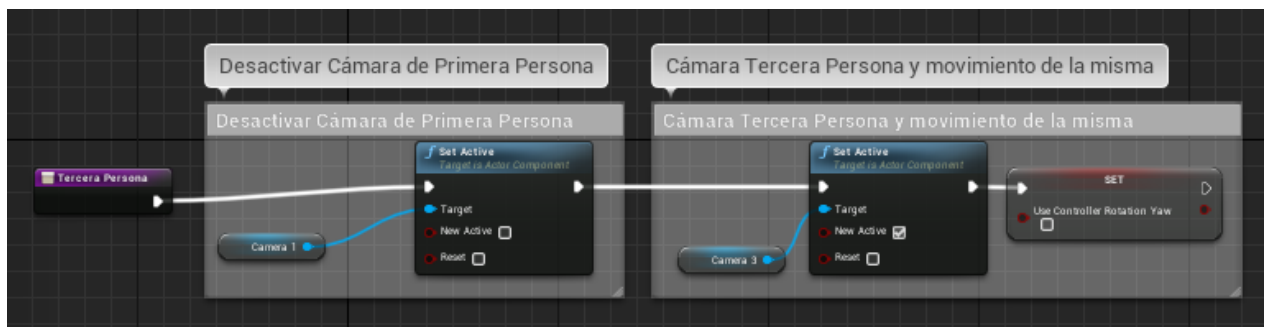 Desactivar Cámara de Primera Persona
Cámara Tercera Persona y movimiento de la misma
Desactivar Cámara de Primera Persona
Cámara Tercera Persona y movimiento de la misma
Tercera Persona
f Set Active
Target is Actor Component
Target
New Active
Reset
Camera 1
f Set Active
Target is Actor Component
Target
New Active
Reset
Camera 3
SET
Use Controller Rotation Yaw